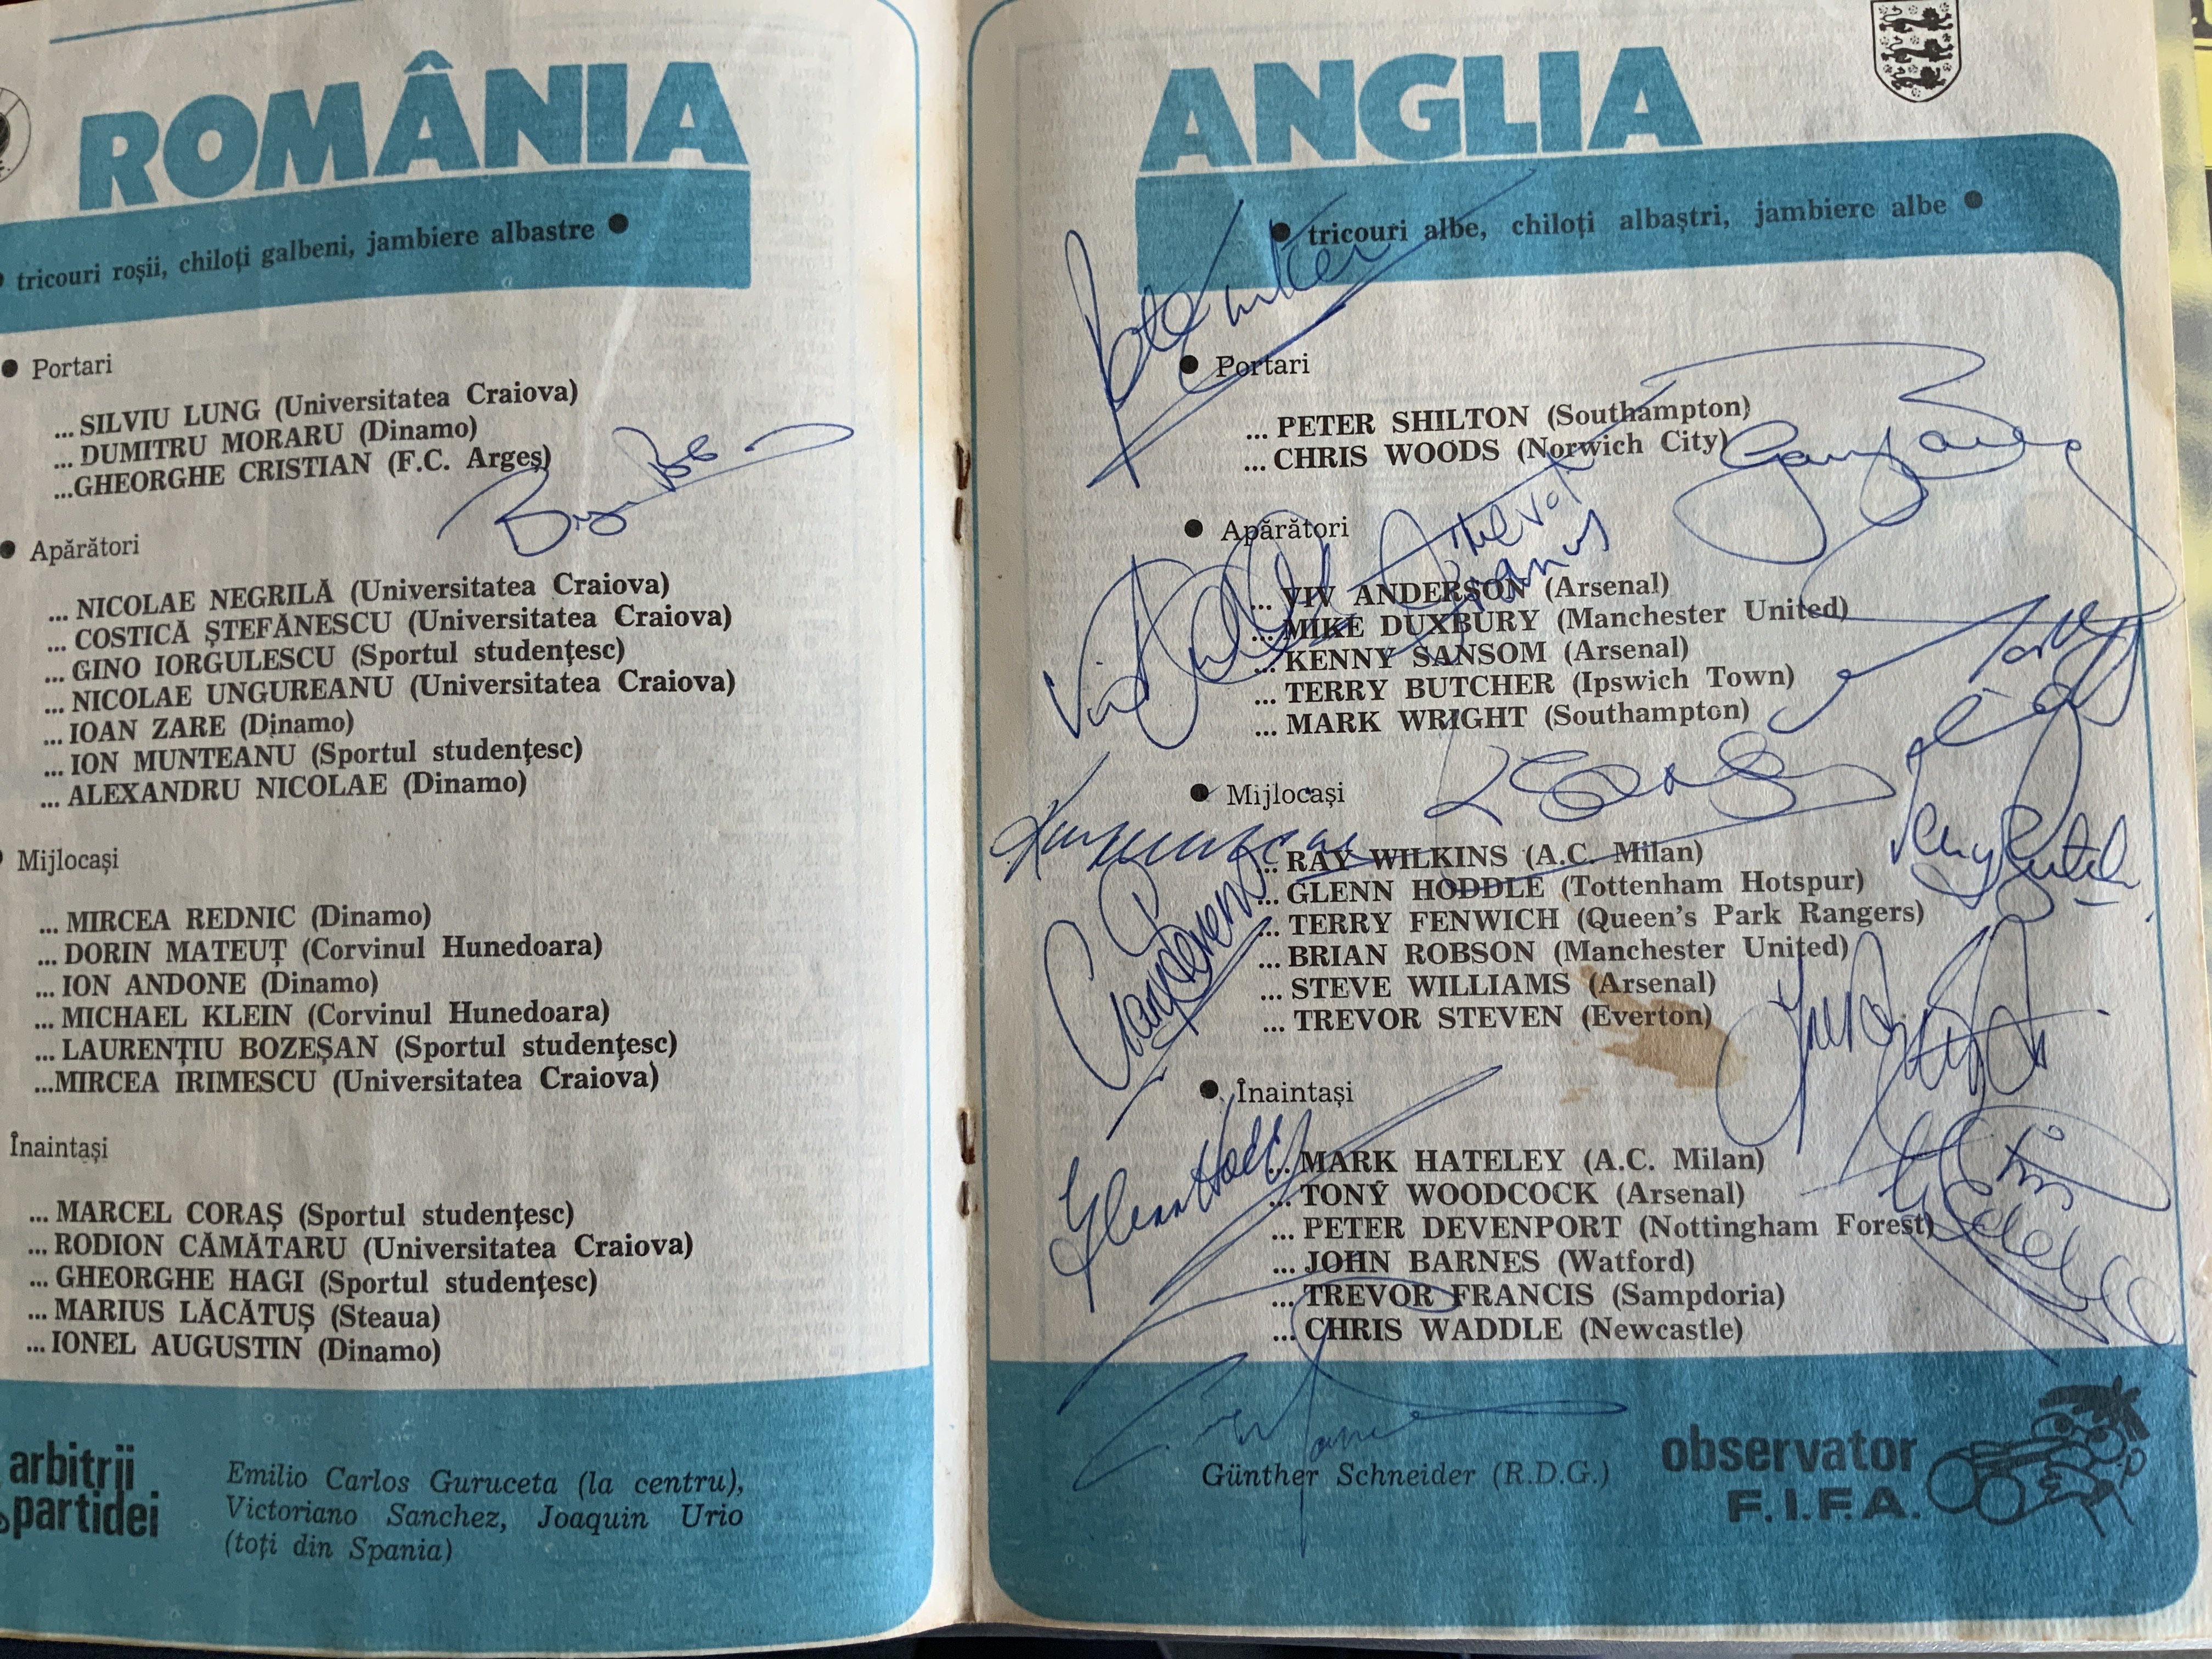 ROMÂNIA
tricouri roşii, chiloţi galbeni, jambiere albastre ●
● Portari
... SILVIU LUNG (Universitatea Craiova)
... DUMITRU MORARU (Dinamo)
...GHEORGHE CRISTIAN (F.C. Argeş)
● Apărători
... NICOLAE NEGRILĂ (Universitatea Craiova)
... COSTICĂ ŞTEFĂNESCU (Universitatea Craiova)
... GINO IORGULESCU (Sportul studenţesc)
... NICOLAE UNGUREANU (Universitatea Craiova)
... IOAN ZARE (Dinamo)
... ION MUNTEANU (Sportul studenţesc)
... ALEXANDRU NICOLAE (Dinamo)
Mijlocaşi
... MIRCEA REDNIC (Dinamo)
... DORIN MATEUŢ (Corvinul Hunedoara)
... ION ANDONE (Dinamo)
... MICHAEL KLEIN (Corvinul Hunedoara)
... LAURENŢIU BOZEŞAN (Sportul studenţesc)
...MIRCEA IRIMESCU (Universitatea Craiova)
Înaintaşi
... MARCEL CORAŞ (Sportul studenţesc)
... RODION CĂMĂTARU (Universitatea Craiova)
... GHEORGHE HAGI (Sportul studenţesc)
... MARIUS LĂCĂTUŞ (Steaua)
... IONEL AUGUSTIN (Dinamo)
arbitrii
partidei
Emilio Carlos Guruceta (la centru),
Victoriano Sanchez, Joaquin Urio
(toţi din Spania)
ANGLIA
● tricouri albe, chiloţi albaştri, jambiere albe ●
● Portari
... PETER SHILTON (Southampton)
... CHRIS WOODS (Norwich City)
● Apărători
Trevor
... VIV ANDERSON (Arsenal)
... MIKE DUXBURY (Manchester United)
... KENNY SANSOM (Arsenal)
... TERRY BUTCHER (Ipswich Town)
... MARK WRIGHT (Southampton)
● Mijlocaşi
... RAY WILKINS (A.C. Milan)
... GLENN HODDLE (Tottenham Hotspur)
... TERRY FENWICH (Queen's Park Rangers)
... BRIAN ROBSON (Manchester United)
... STEVE WILLIAMS (Arsenal)
... TREVOR STEVEN (Everton)
Gary Stevens
● Înaintaşi
Glenn Hoddle
... MARK HATELEY (A.C. Milan)
... TONY WOODCOCK (Arsenal)
... PETER DEVENPORT (Nottingham Forest)
... JOHN BARNES (Watford)
... TREVOR FRANCIS (Sampdoria)
... CHRIS WADDLE (Newcastle)
Günther Schneider (R.D.G.)
observator
F.I.F.A.